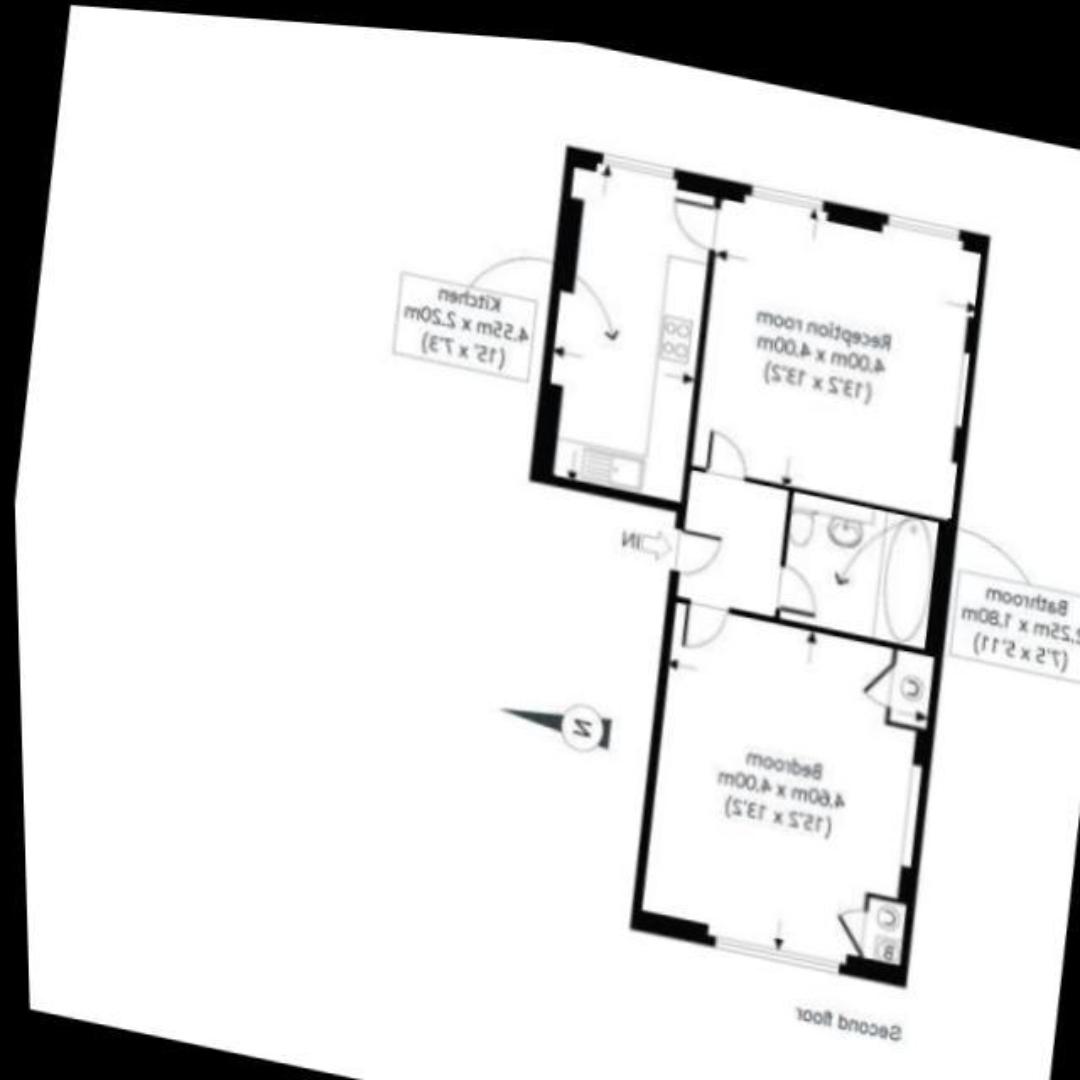 Kitchen
4.55m x 2.20m
(15' x 7'3)
Reception room
4.00m x 4.00m
(13'2 x 13'2)
IN
Bathroom
2.25m x 1.80m
(7'5 x 5'11)
N
C
Bedroom
4.60m x 4.00m
(15'2 x 13'2)
C
B
Second floor